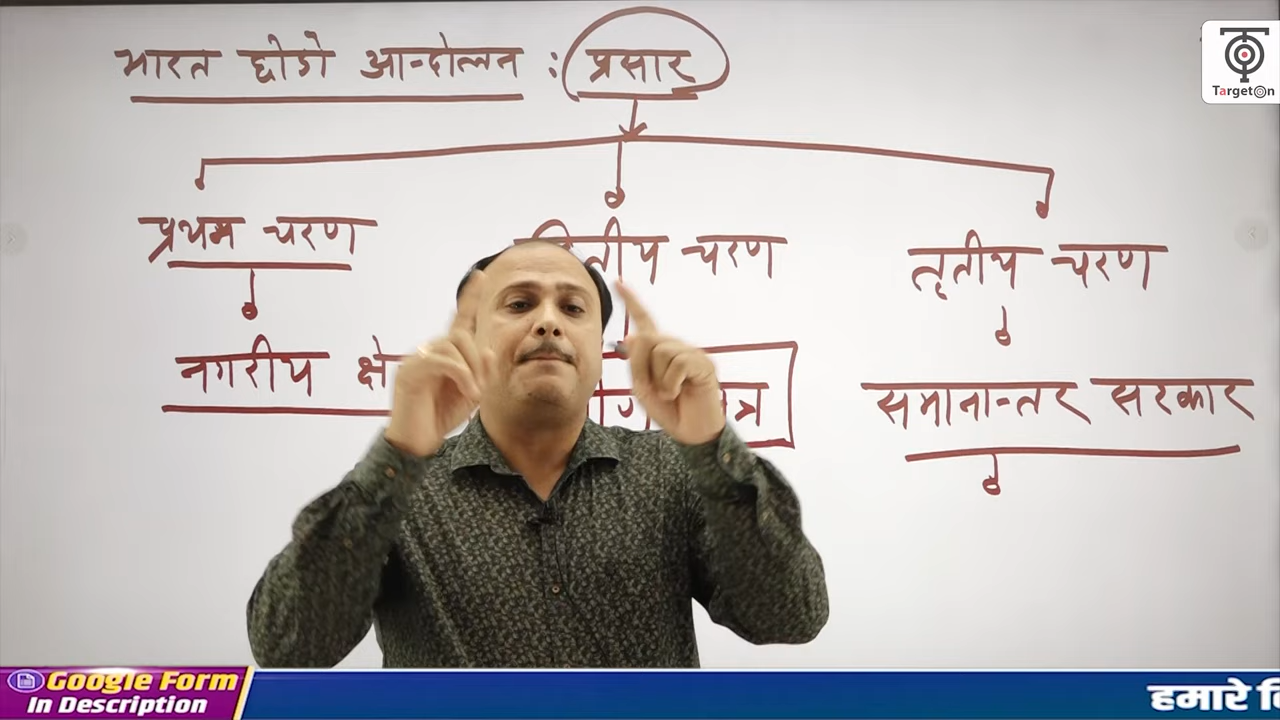 भारत छोडो आन्दोलन : प्रसार
प्रथम चरण
द्वितीय चरण
तृतीय चरण
नगरीय
समानान्तर सरकार
TargetOn
Google Form
In Description
हमारे